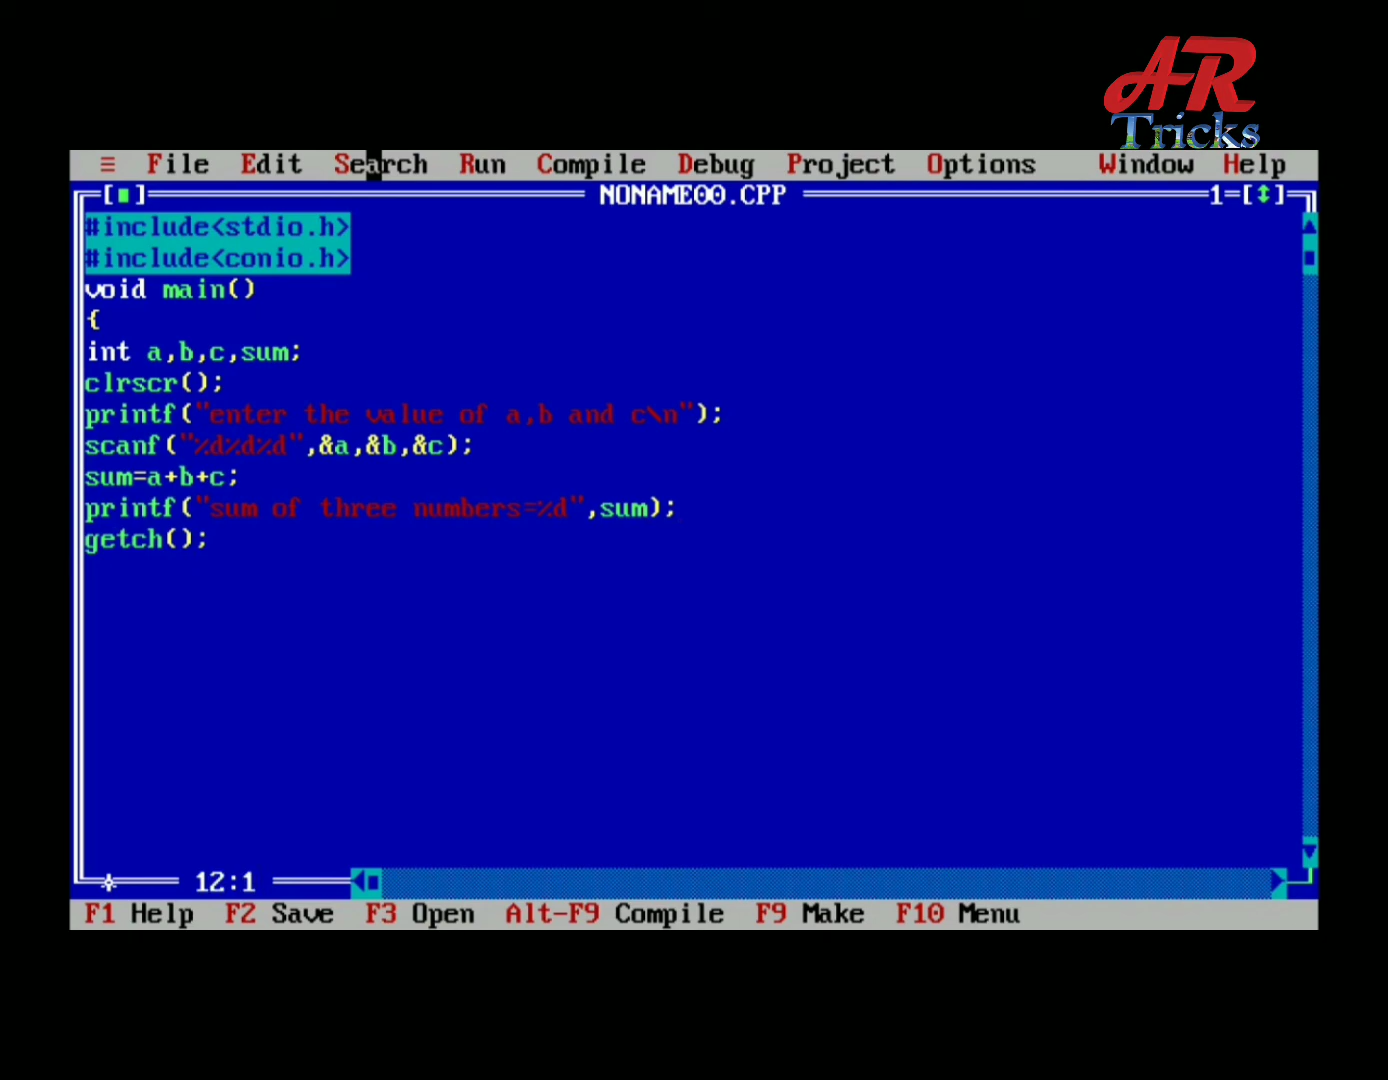 AR
Tricks
≡ File Edit Search Run Compile Debug Project Options Window Help
[■] NONAME00.CPP 1=[↕]
#include<stdio.h>
#include<conio.h>
void main()
{
int a,b,c,sum;
clrscr();
printf("enter the value of a,b and c\n");
scanf("%d%d%d",&a,&b,&c);
sum=a+b+c;
printf("sum of three numbers=%d",sum);
getch();
12:1
F1 Help F2 Save F3 Open Alt-F9 Compile F9 Make F10 Menu